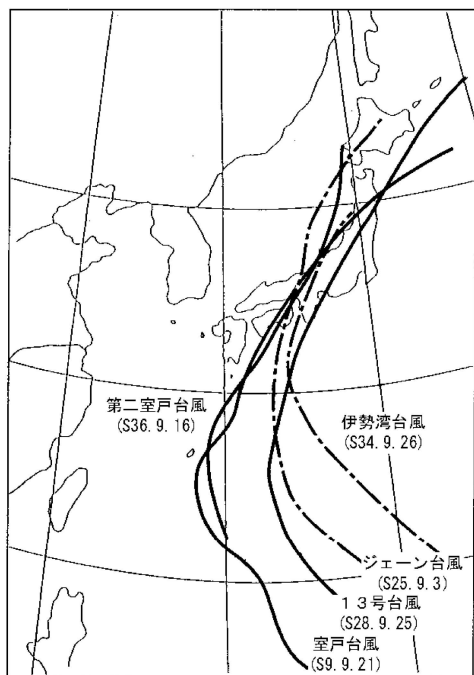 第二室戸台風
(S36.9.16)
伊勢湾台風
(S34.9.26)
ジェーン台風
(S25.9.3)
13号台風
(S28.9.25)
室戸台風
(S9.9.21)